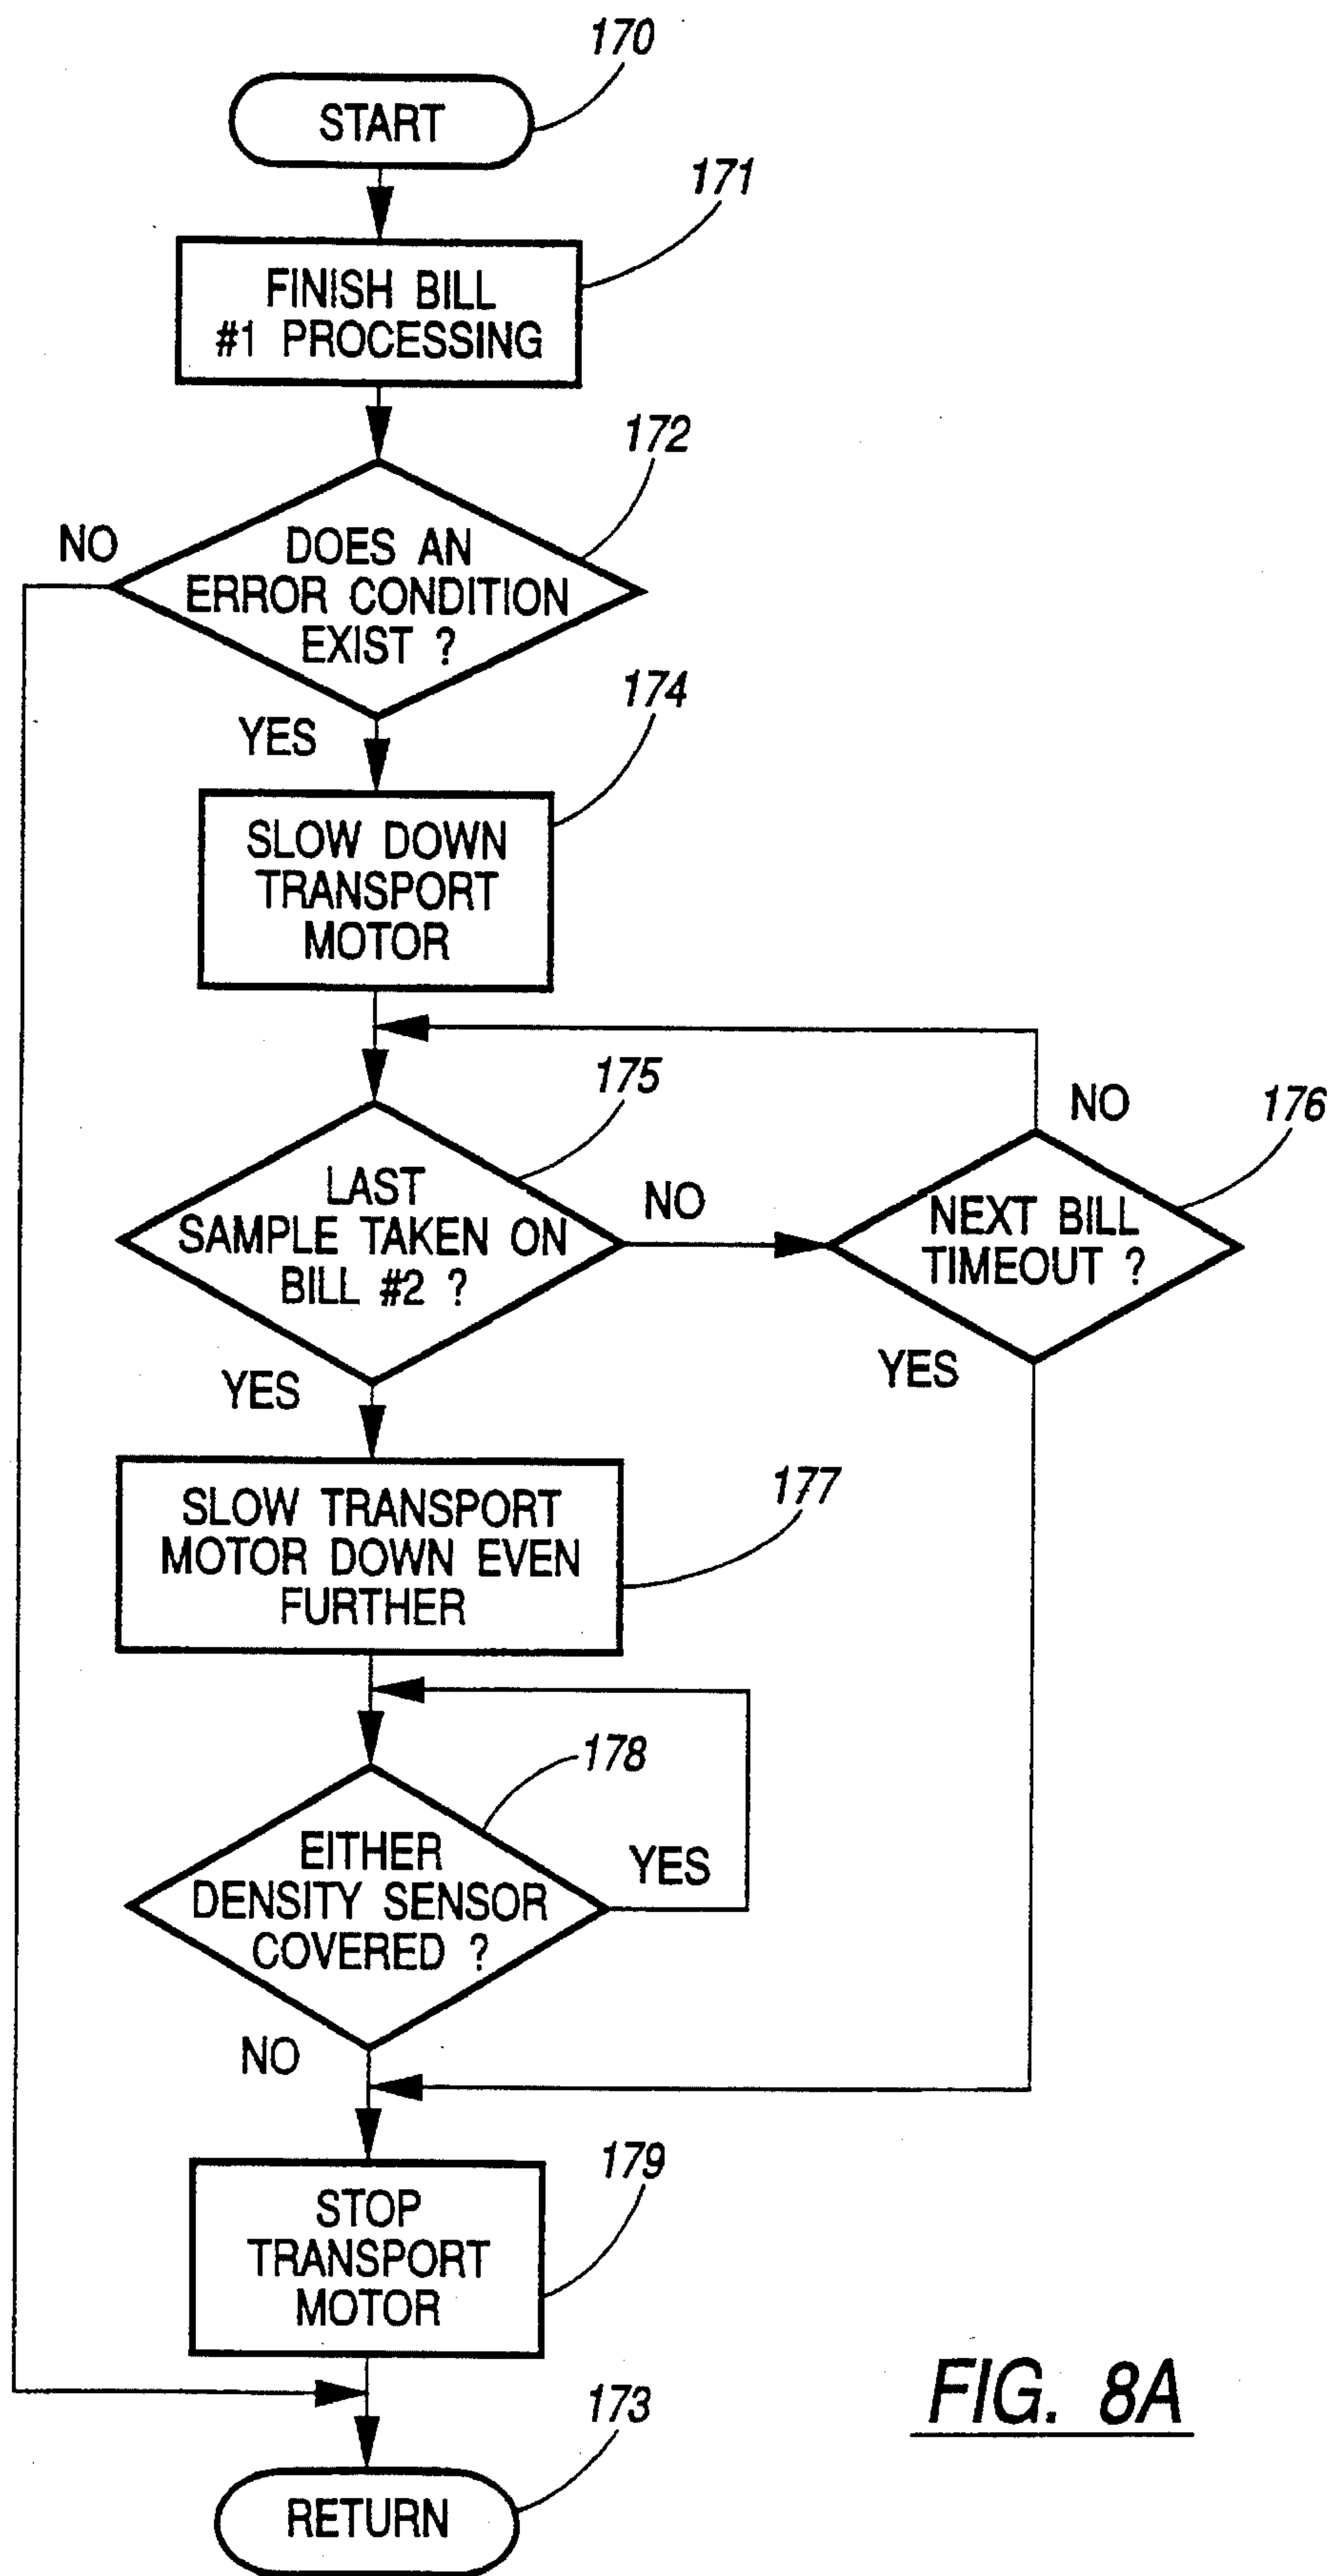 170
START
171
FINISH BILL
#1 PROCESSING
172
NO
DOES AN
ERROR CONDITION
EXIST ?
174
YES
SLOW DOWN
TRANSPORT
MOTOR
175
NO
176
LAST
SAMPLE TAKEN ON
BILL #2 ?
NO
NEXT BILL
TIMEOUT ?
YES
YES
177
SLOW TRANSPORT
MOTOR DOWN EVEN
FURTHER
178
EITHER
DENSITY SENSOR
COVERED ?
YES
NO
179
STOP
TRANSPORT
MOTOR
173
RETURN
FIG. 8A